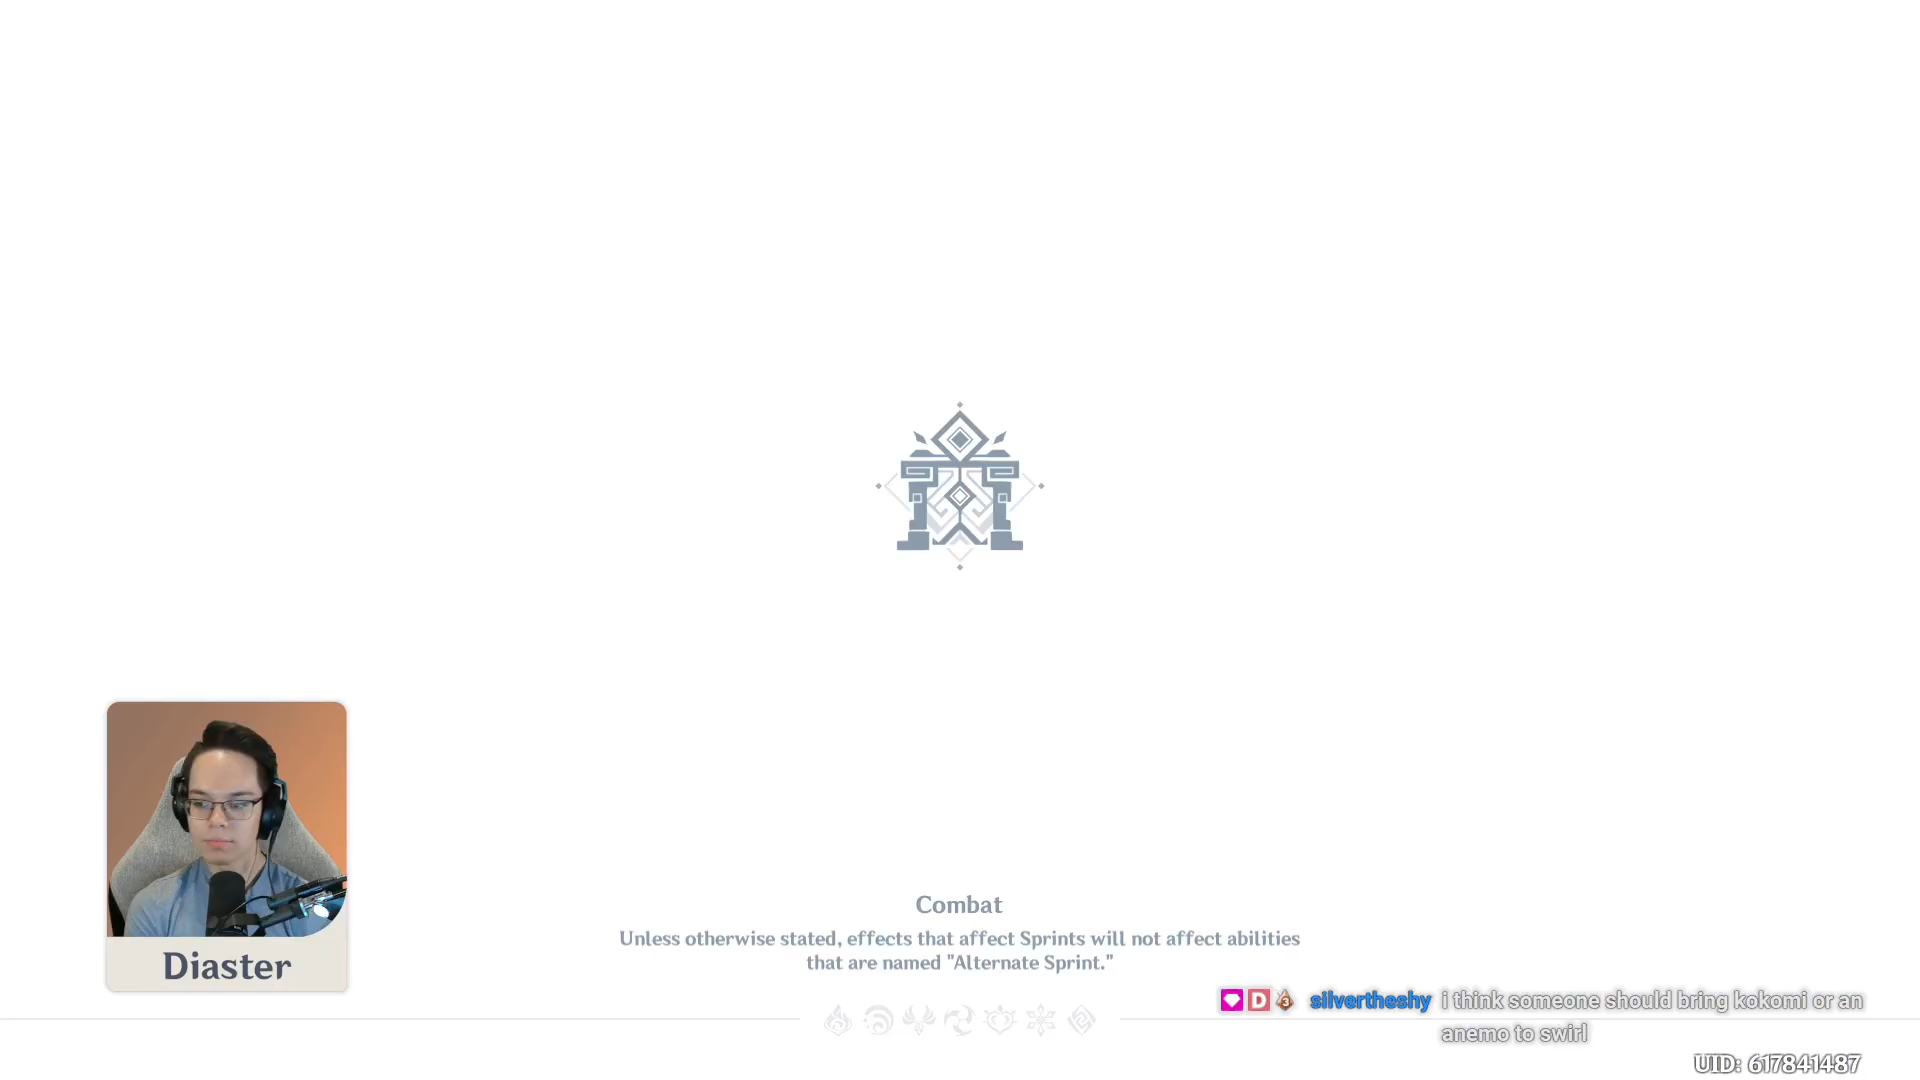 Combat
Unless otherwise stated, effects that affect Sprints will not affect abilities
that are named "Alternate Sprint."
Diaster
D 3 silvertheshy i think someone should bring kokomi or an
anemo to swirl
UID: 617841487